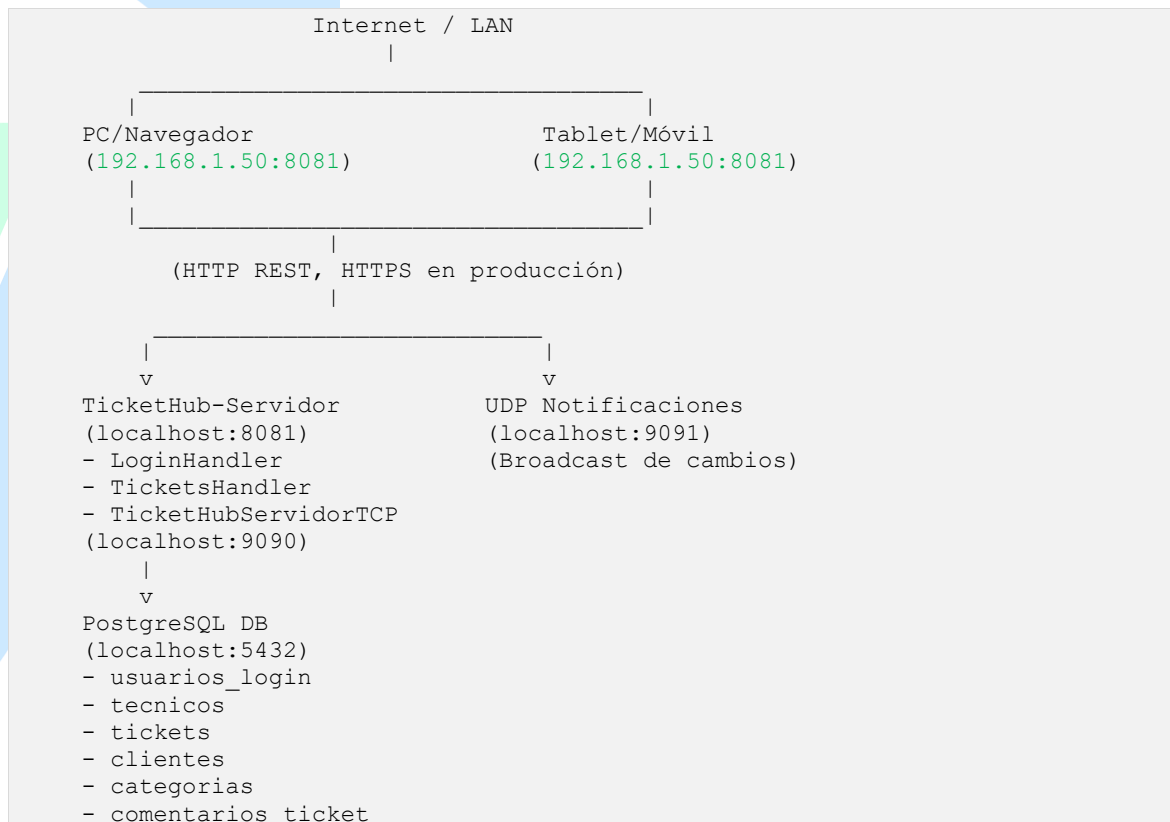 Internet / LAN
PC/Navegador Tablet/Móvil
(192.168.1.50:8081) (192.168.1.50:8081)
(HTTP REST, HTTPS en producción)
v v
TicketHub-Servidor UDP Notificaciones
(localhost:8081) (localhost:9091)
- LoginHandler (Broadcast de cambios)
- TicketsHandler
- TicketHubServidorTCP
(localhost:9090)
v
PostgreSQL DB
(localhost:5432)
- usuarios_login
- tecnicos
- tickets
- clientes
- categorias
- comentarios_ticket